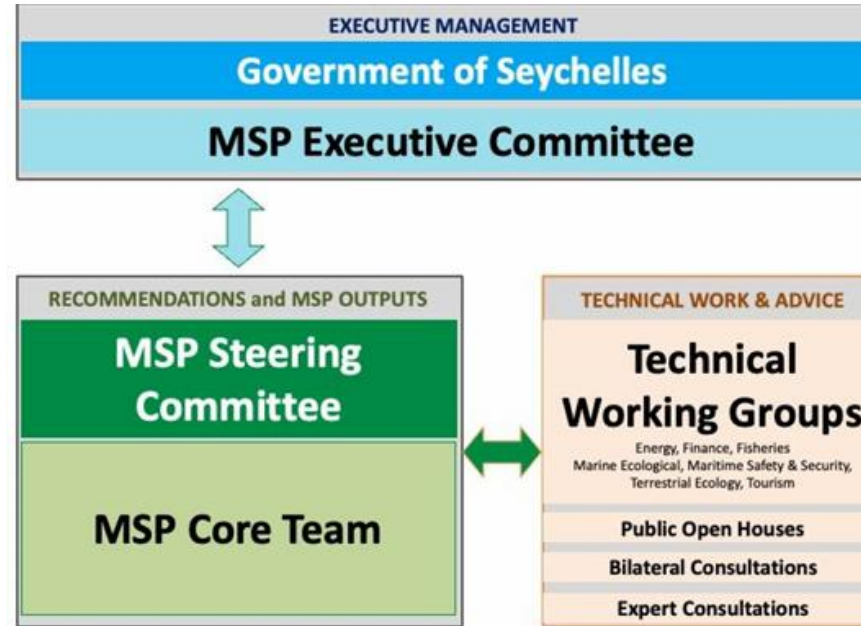 EXECUTIVE MANAGEMENT
Government of Seychelles
MSP Executive Committee
RECOMMENDATIONS and MSP OUTPUTS
MSP Steering
Committee
MSP Core Team
TECHNICAL WORK & ADVICE
Technical
Working Groups
Energy, Finance, Fisheries
Marine Ecological, Maritime Safety & Security,
Terrestrial Ecology, Tourism
Public Open Houses
Bilateral Consultations
Expert Consultations